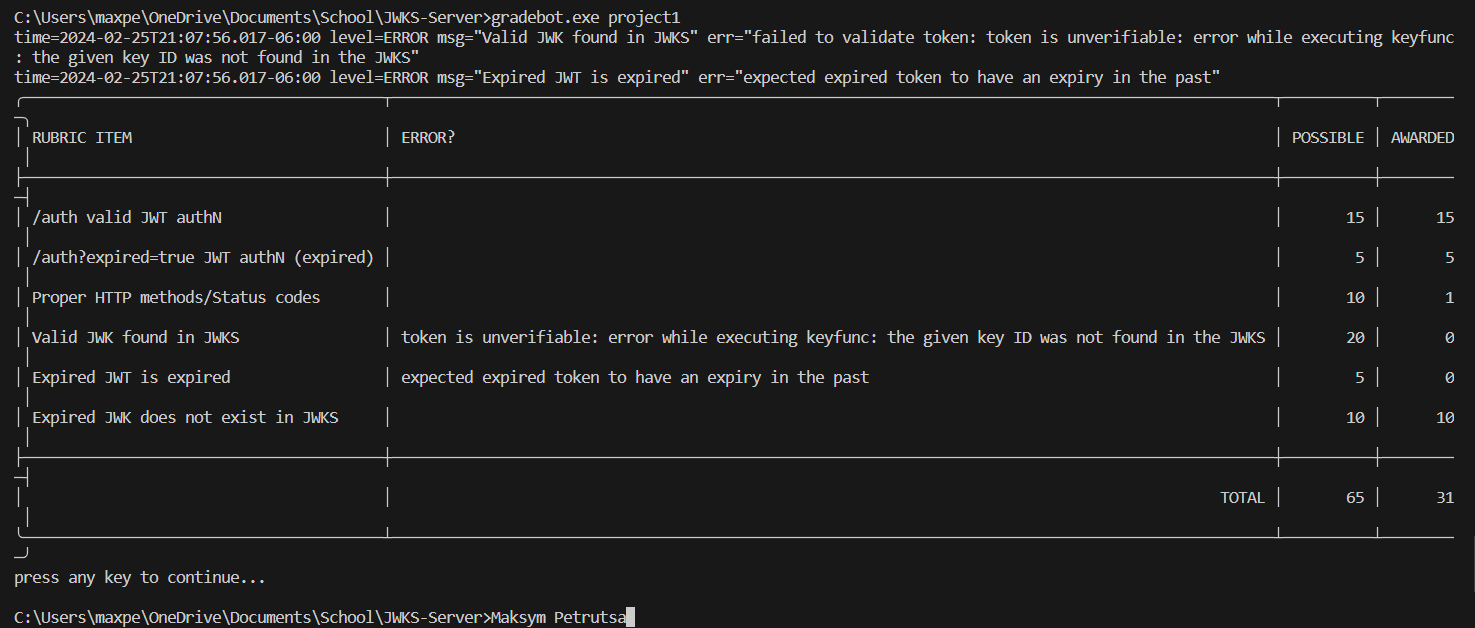 C:\Users\maxpe\OneDrive\Documents\School\JWKS-Server>gradebot.exe project1
time=2024-02-25T21:07:56.017-06:00 level=ERROR msg="Valid JWK found in JWKS" err="failed to validate token: token is unverifiable: error while executing keyfunc
: the given key ID was not found in the JWKS"
time=2024-02-25T21:07:56.017-06:00 level=ERROR msg="Expired JWT is expired" err="expected expired token to have an expiry in the past"
RUBRIC ITEM ERROR? POSSIBLE AWARDED
/auth valid JWT authN 15 15
/auth?expired=true JWT authN (expired) 5 5
Proper HTTP methods/Status codes 10 1
Valid JWK found in JWKS token is unverifiable: error while executing keyfunc: the given key ID was not found in the JWKS 20 0
Expired JWT is expired expected expired token to have an expiry in the past 5 0
Expired JWK does not exist in JWKS 10 10
TOTAL 65 31
press any key to continue...
C:\Users\maxpe\OneDrive\Documents\School\JWKS-Server>Maksym Petrutsa